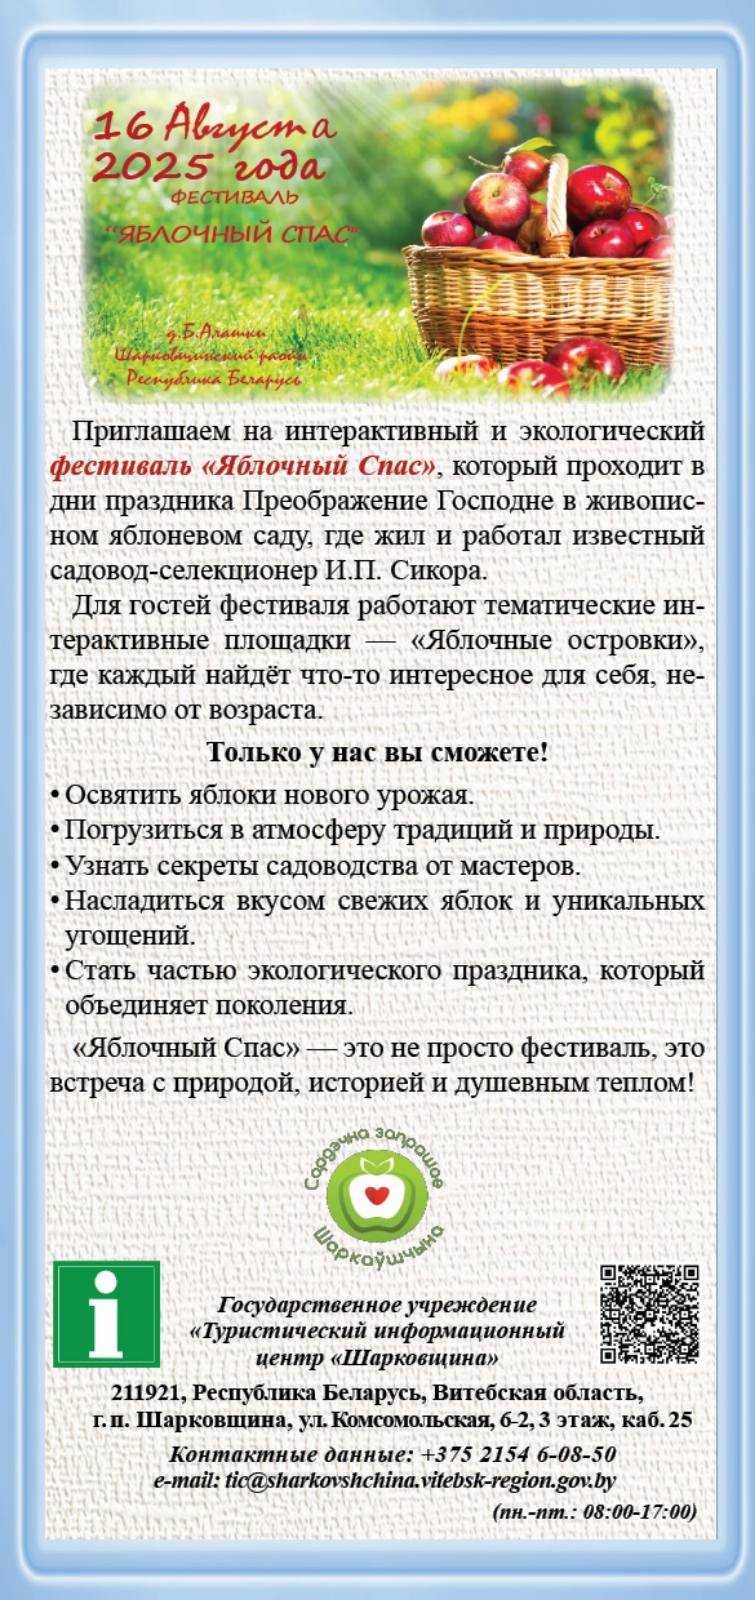 16 Августа
2025 года
ФЕСТИВАЛЬ
"ЯБЛОЧНЫЙ СПАС"
д.Б.Алашки
Шарковщинский район
Республика Беларусь
Приглашаем на интерактивный и экологический
фестиваль «Яблочный Спас», который проходит в
дни праздника Преображение Господне в живопис-
ном яблоневом саду, где жил и работал известный
садовод-селекционер И.П. Сикора.
Для гостей фестиваля работают тематические ин-
терактивные площадки — «Яблочные островки»,
где каждый найдёт что-то интересное для себя, не-
зависимо от возраста.
Только у нас вы сможете!
• Освятить яблоки нового урожая.
• Погрузиться в атмосферу традиций и природы.
• Узнать секреты садоводства от мастеров.
• Насладиться вкусом свежих яблок и уникальных
угощений.
• Стать частью экологического праздника, который
объединяет поколения.
«Яблочный Спас» — это не просто фестиваль, это
встреча с природой, историей и душевным теплом!
Сардэчна запрашае
Шаркаўшчына
i
Государственное учреждение
«Туристический информационный
центр «Шарковщина»
211921, Республика Беларусь, Витебская область,
г.п. Шарковщина, ул. Комсомольская, 6-2, 3 этаж, каб. 25
Контактные данные: +375 2154 6-08-50
e-mail: tic@sharkovshchina.vitebsk-region.gov.by
(пн.-пт.: 08:00-17:00)